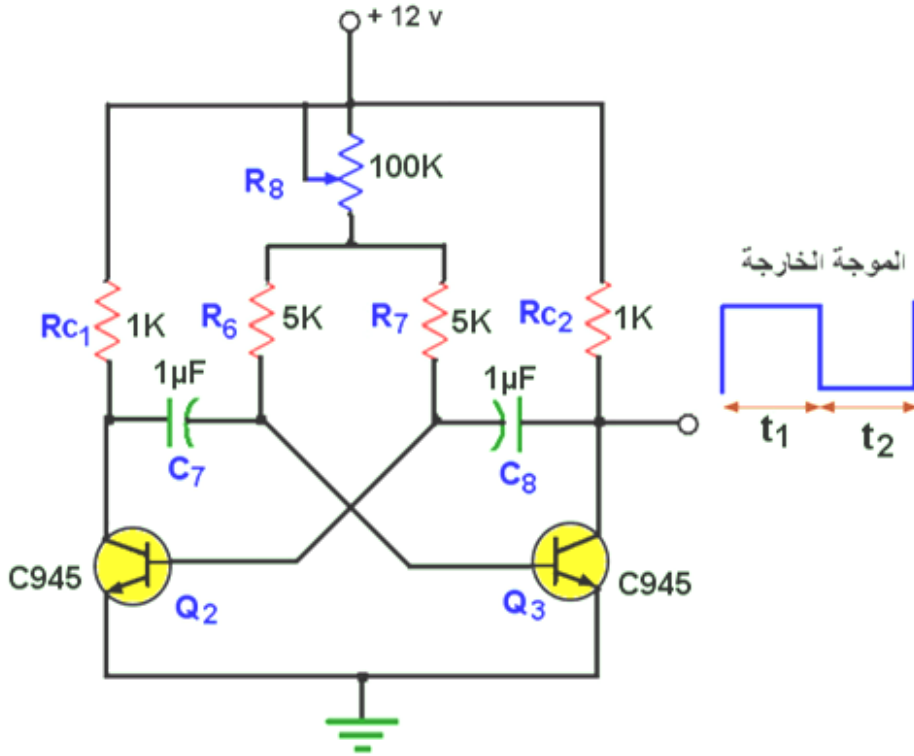 + 12 v
R8
100K
Rc1
1K
R6
5K
R7
5K
Rc2
1K
الموجة الخارجة
1µF
1µF
C7
C8
t1
t2
C945
Q2
Q3
C945